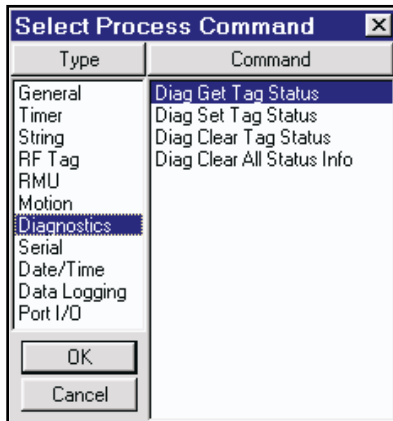 Select Process Command
Type
Command
General
Timer
String
RF Tag
RMU
Motion
Diagnostics
Serial
Date/Time
Data Logging
Port I/O
Diag Get Tag Status
Diag Set Tag Status
Diag Clear Tag Status
Diag Clear All Status Info
OK
Cancel